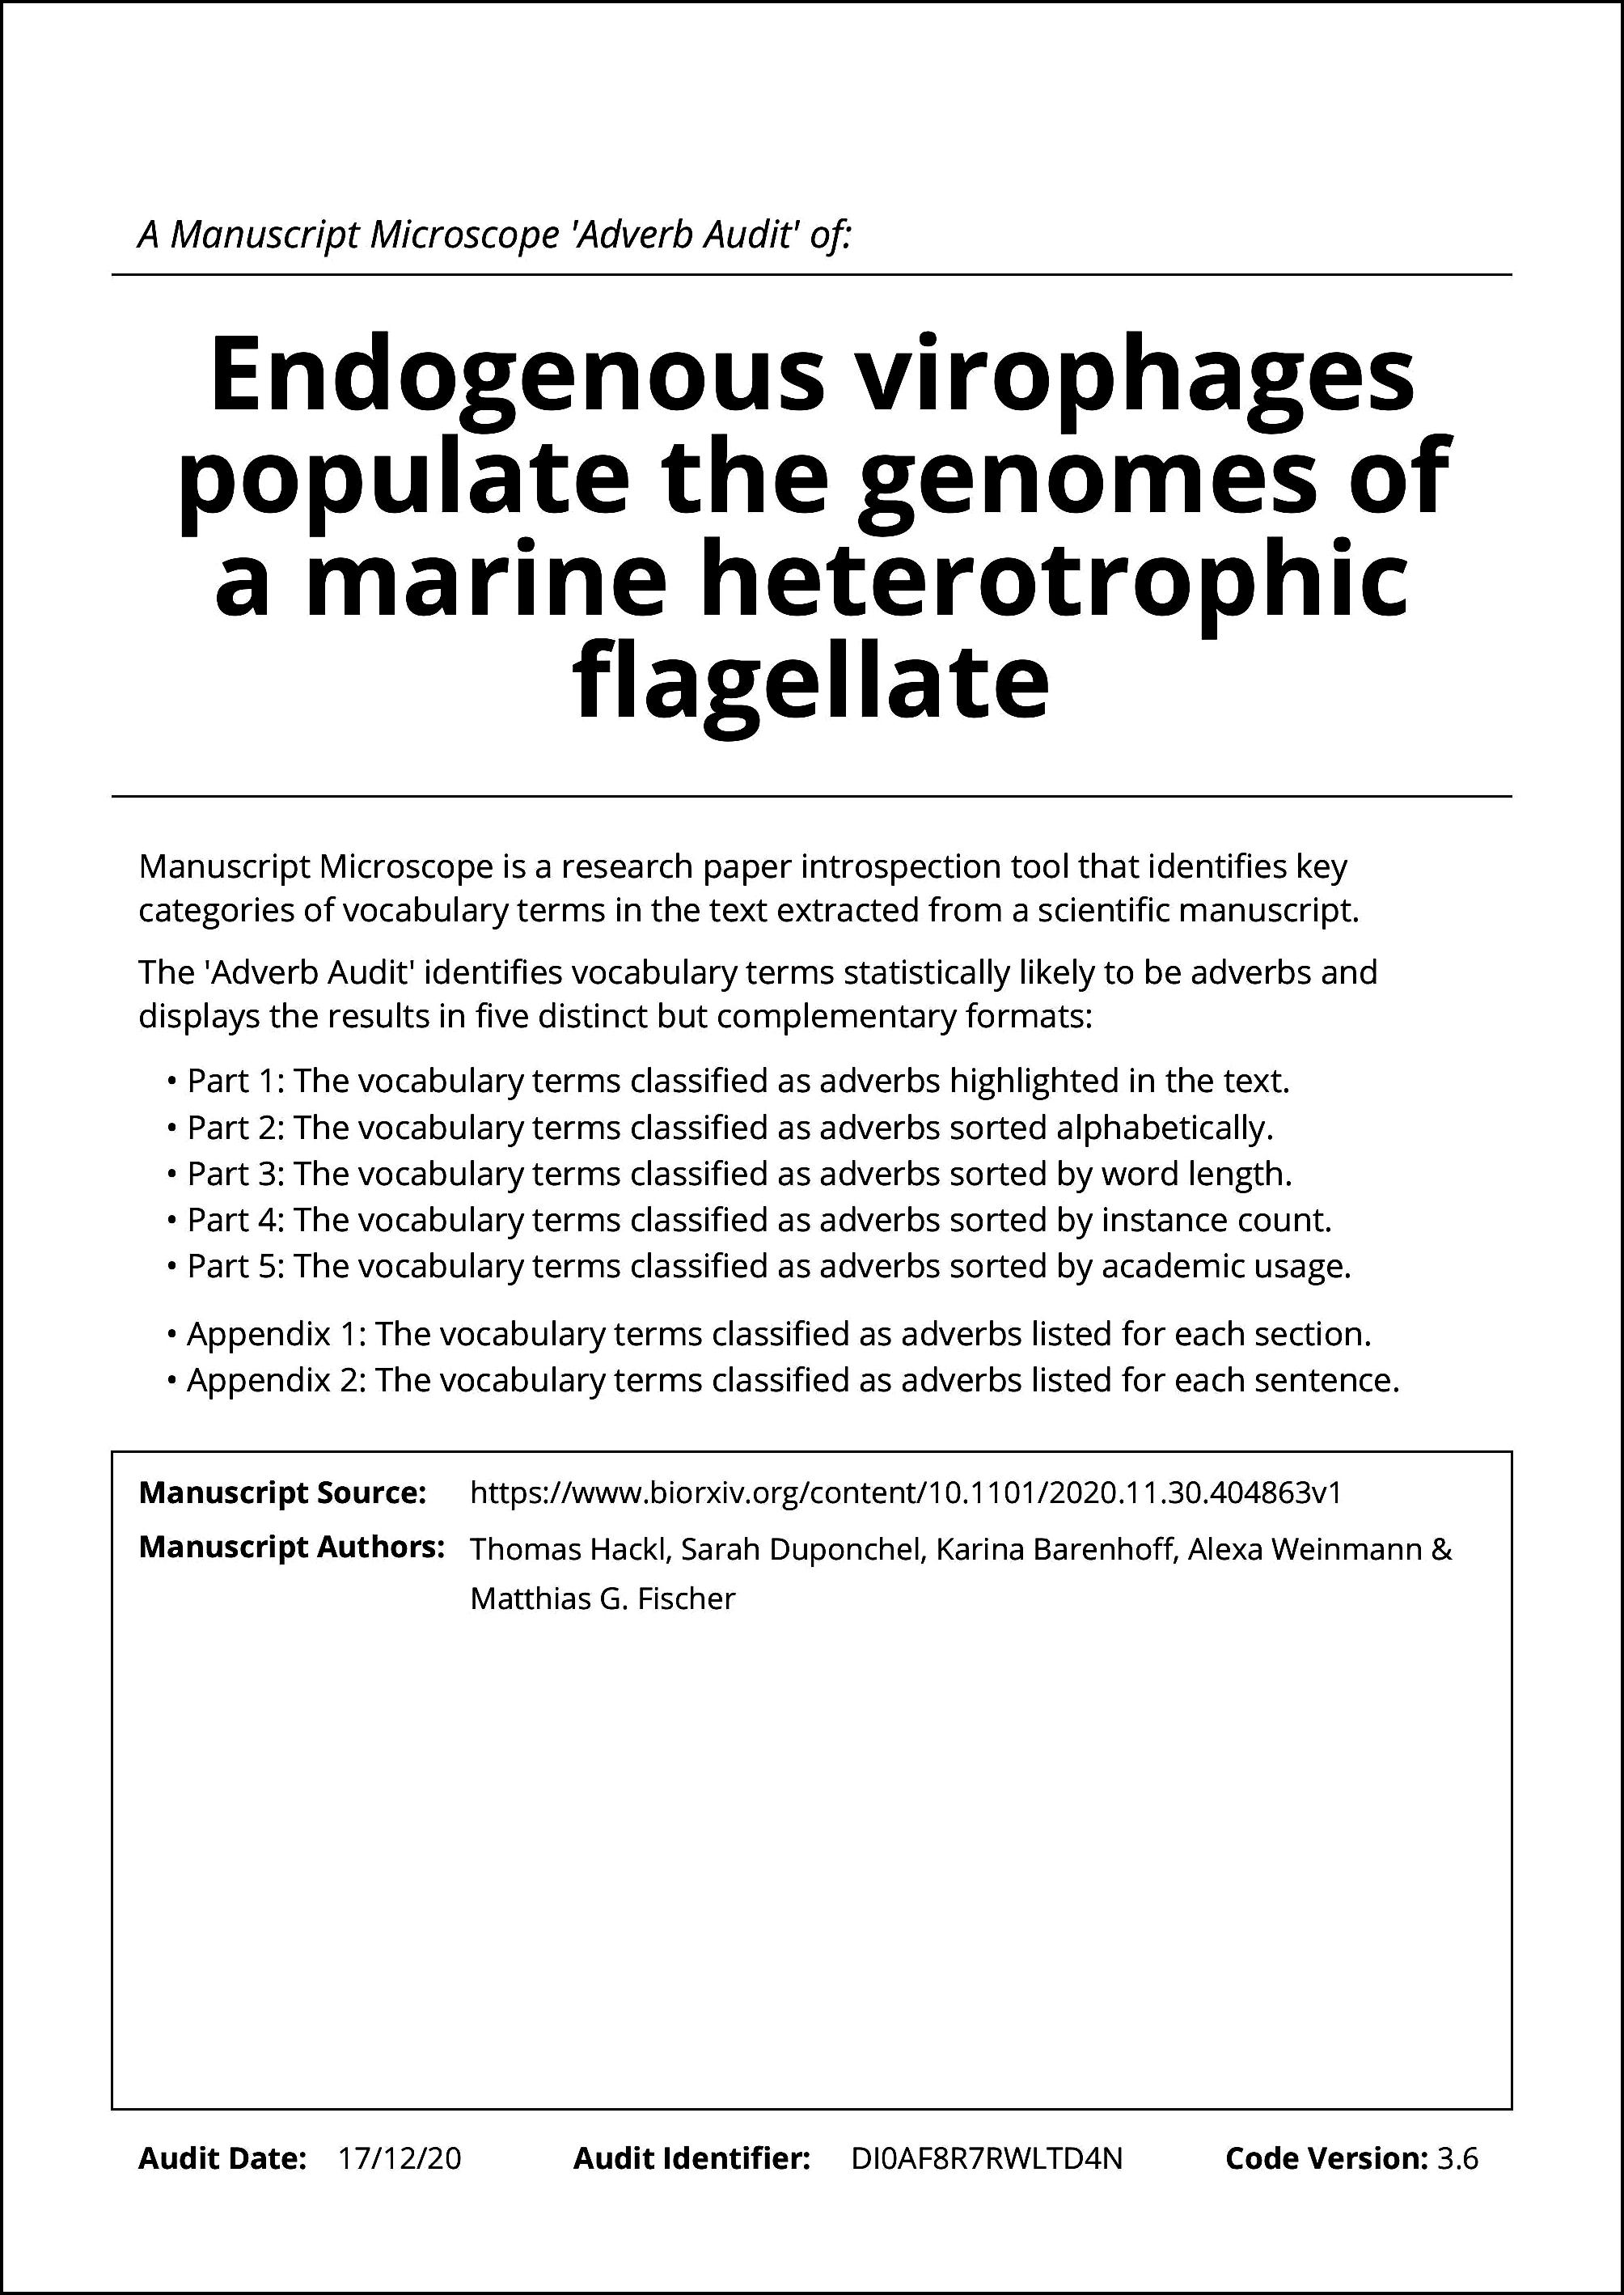 A Manuscript Microscope 'Adverb Audit' of:
Endogenous virophages
populate the genomes of
a marine heterotrophic
flagellate
Manuscript Microscope is a research paper introspection tool that identifies key
categories of vocabulary terms in the text extracted from a scientific manuscript.
The 'Adverb Audit' identifies vocabulary terms statistically likely to be adverbs and
displays the results in five distinct but complementary formats:
• Part 1: The vocabulary terms classified as adverbs highlighted in the text.
• Part 2: The vocabulary terms classified as adverbs sorted alphabetically.
• Part 3: The vocabulary terms classified as adverbs sorted by word length.
• Part 4: The vocabulary terms classified as adverbs sorted by instance count.
• Part 5: The vocabulary terms classified as adverbs sorted by academic usage.
• Appendix 1: The vocabulary terms classified as adverbs listed for each section.
• Appendix 2: The vocabulary terms classified as adverbs listed for each sentence.
Manuscript Source: https://www.biorxiv.org/content/10.1101/2020.11.30.404863v1
Manuscript Authors: Thomas Hackl, Sarah Duponchel, Karina Barenhoff, Alexa Weinmann &
Matthias G. Fischer
Audit Date: 17/12/20 Audit Identifier: DI0AF8R7RWLTD4N Code Version: 3.6